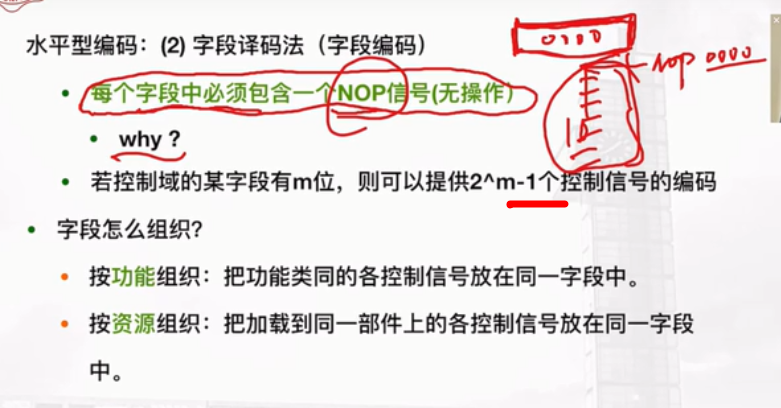 水平型编码：(2) 字段译码法（字段编码）
• 每个字段中必须包含一个NOP信号(无操作）
• why ?
• 若控制域的某字段有m位，则可以提供2^m-1个控制信号的编码
• 字段怎么组织？
• 按功能组织：把功能类同的各控制信号放在同一字段中。
• 按资源组织：把加载到同一部件上的各控制信号放在同一字段
中。
0000
nop 0000
15